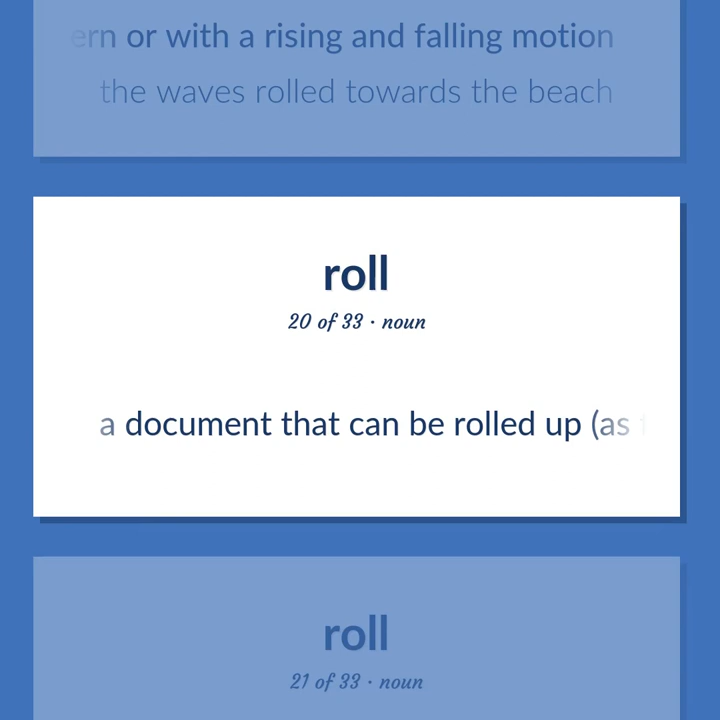 or with a rising and falling motion
the waves rolled towards the beach
roll
20 of 33 · noun
a document that can be rolled up (as
roll
21 of 33 · noun